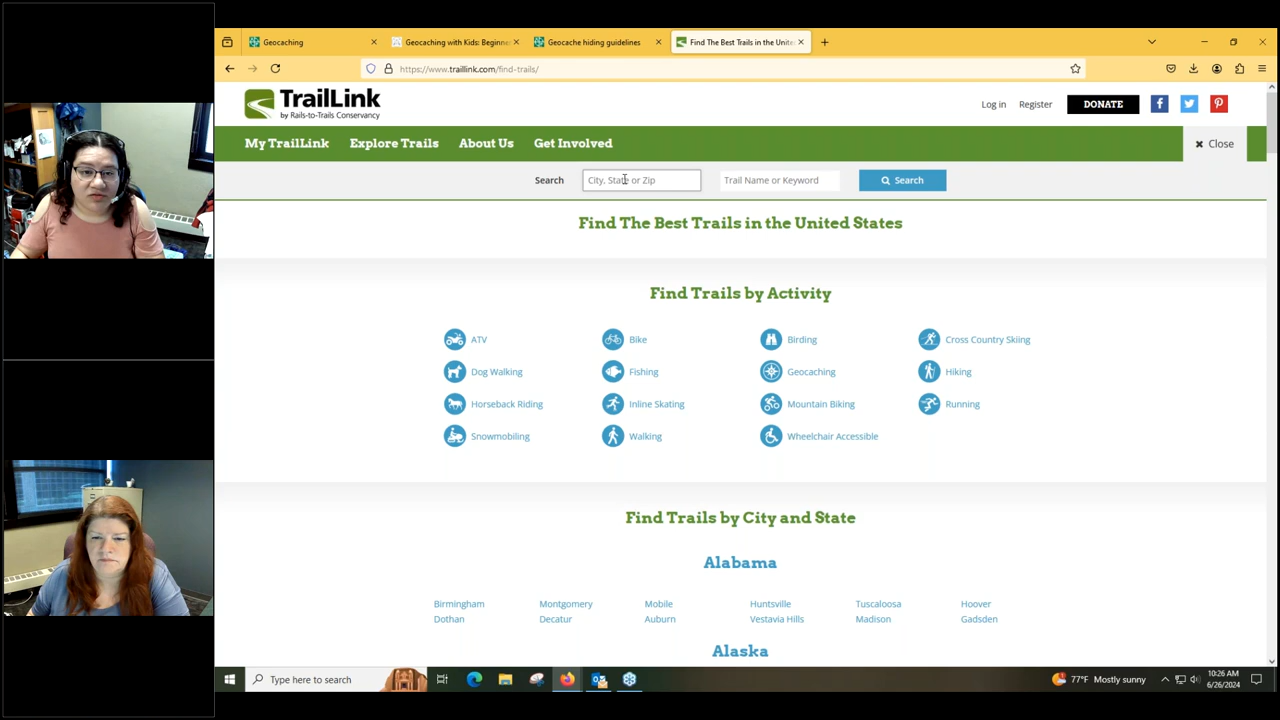 Geocaching
Geocaching with Kids: Beginne
Geocache hiding guidelines
Find The Best Trails in the Unite
https://www.traillink.com/find-trails/
TrailLink
by Rails-to-Trails Conservancy
Log in
Register
DONATE
My TrailLink
Explore Trails
About Us
Get Involved
Close
Search
City, State or Zip
Trail Name or Keyword
Search
Find The Best Trails in the United States
Find Trails by Activity
ATV
Bike
Birding
Cross Country Skiing
Dog Walking
Fishing
Geocaching
Hiking
Horseback Riding
Inline Skating
Mountain Biking
Running
Snowmobiling
Walking
Wheelchair Accessible
Find Trails by City and State
Alabama
Birmingham
Montgomery
Mobile
Huntsville
Tuscaloosa
Hoover
Dothan
Decatur
Auburn
Vestavia Hills
Madison
Gadsden
Alaska
Type here to search
77°F Mostly sunny
10:26 AM
6/26/2024